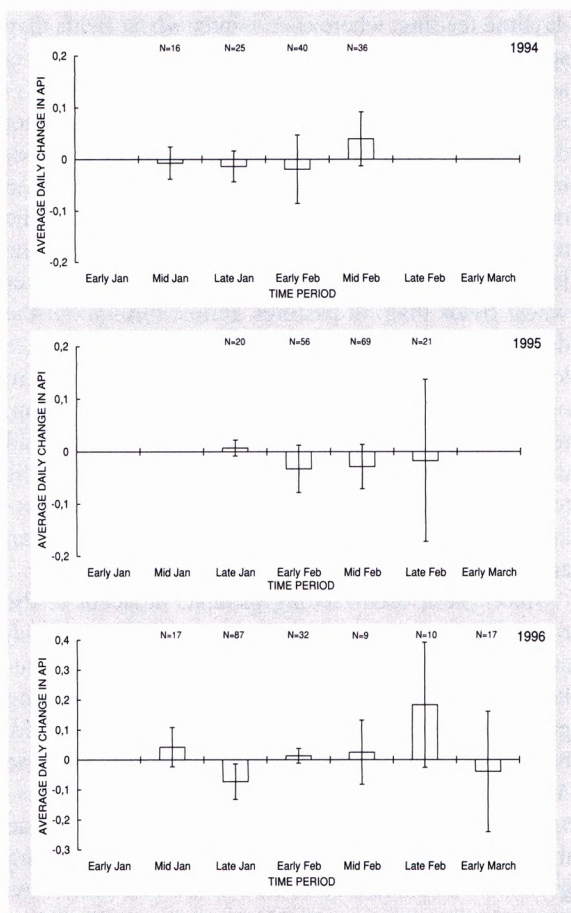 N=16 N=25 N=40 N=36 1994
0,2
0,1
0
-0,1
-0,2
AVERAGE DAILY CHANGE IN API
Early Jan Mid Jan Late Jan Early Feb Mid Feb Late Feb Early March
TIME PERIOD
N=20 N=56 N=69 N=21 1995
0,2
0,1
0
-0,1
-0,2
AVERAGE DAILY CHANGE IN API
Early Jan Mid Jan Late Jan Early Feb Mid Feb Late Feb Early March
TIME PERIOD
N=17 N=87 N=32 N=9 N=10 N=17 1996
0,4
0,3
0,2
0,1
0
-0,1
-0,2
-0,3
AVERAGE DAILY CHANGE IN API
Early Jan Mid Jan Late Jan Early Feb Mid Feb Late Feb Early March
TIME PERIOD